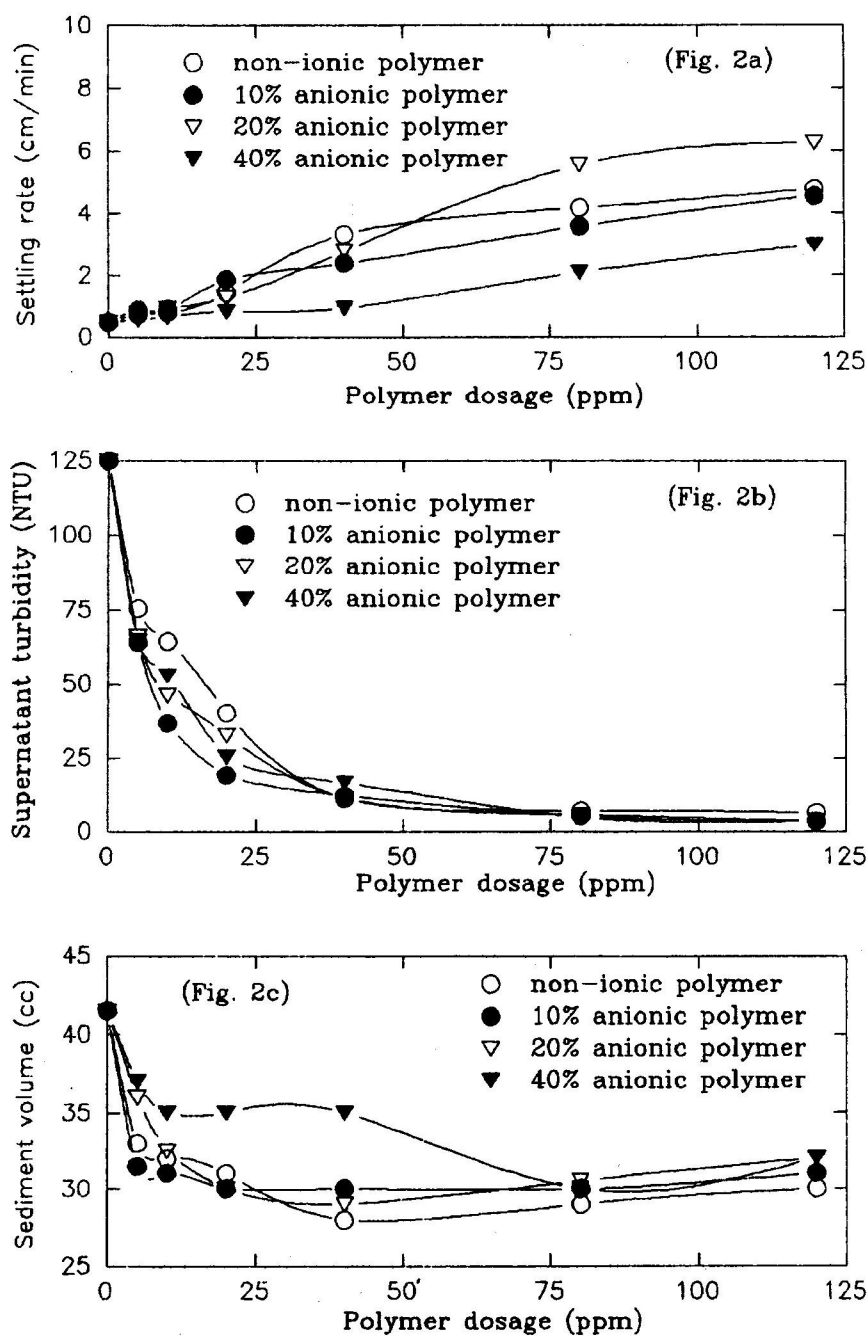 10
8
6
4
2
0
Settling rate (cm/min)
non-ionic polymer
10% anionic polymer
20% anionic polymer
40% anionic polymer
(Fig. 2a)
0 25 50 75 100 125
Polymer dosage (ppm)
125
100
75
50
25
0
Supernatant turbidity (NTU)
non-ionic polymer
10% anionic polymer
20% anionic polymer
40% anionic polymer
(Fig. 2b)
0 25 50 75 100 125
Polymer dosage (ppm)
45
40
35
30
25
Sediment volume (cc)
(Fig. 2c)
non-ionic polymer
10% anionic polymer
20% anionic polymer
40% anionic polymer
0 25 50 75 100 125
Polymer dosage (ppm)